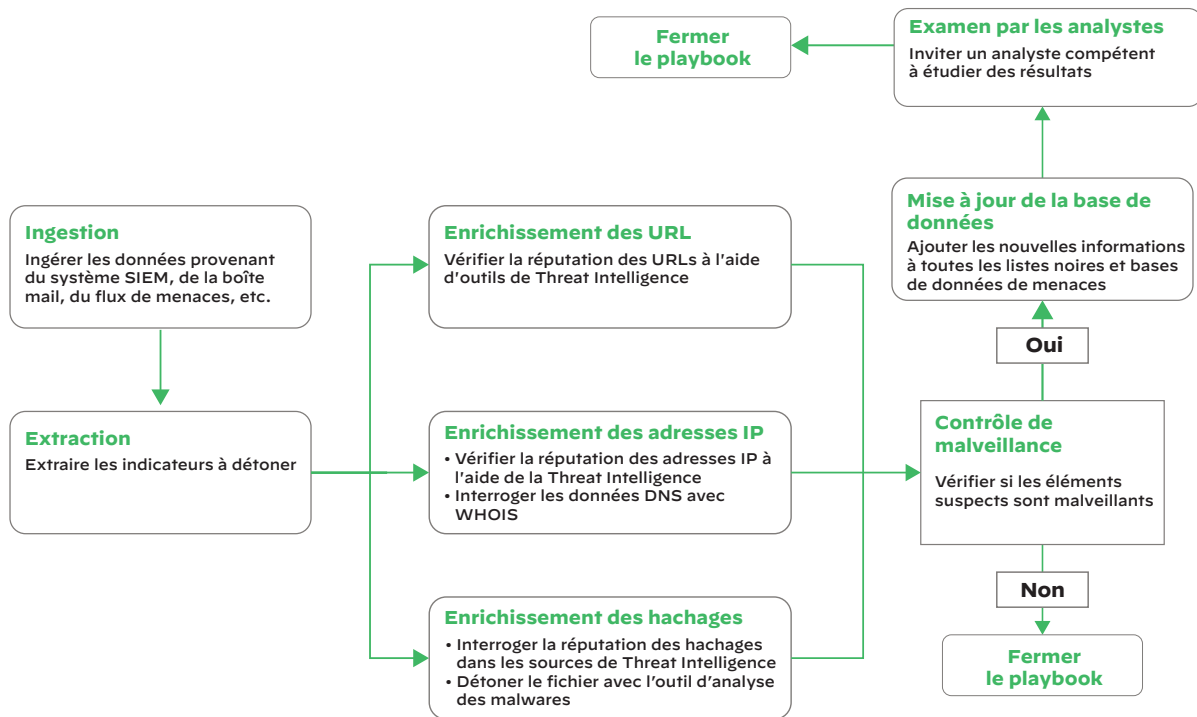 Ingestion
Ingérer les données provenant
du système SIEM, de la boîte
mail, du flux de menaces, etc.
Extraction
Extraire les indicateurs à détoner
Enrichissement des URL
Vérifier la réputation des URLs à l'aide
d'outils de Threat Intelligence
Enrichissement des adresses IP
• Vérifier la réputation des adresses IP à
l'aide de la Threat Intelligence
• Interroger les données DNS avec
WHOIS
Enrichissement des hachages
• Interroger la réputation des hachages
dans les sources de Threat Intelligence
• Détoner le fichier avec l'outil d'analyse
des malwares
Contrôle de
malveillance
Vérifier si les éléments
suspects sont malveillants
Non
Fermer
le playbook
Oui
Mise à jour de la base de
données
Ajouter les nouvelles informations
à toutes les listes noires et bases
de données de menaces
Examen par les analystes
Inviter un analyste compétent
à étudier des résultats
Fermer
le playbook